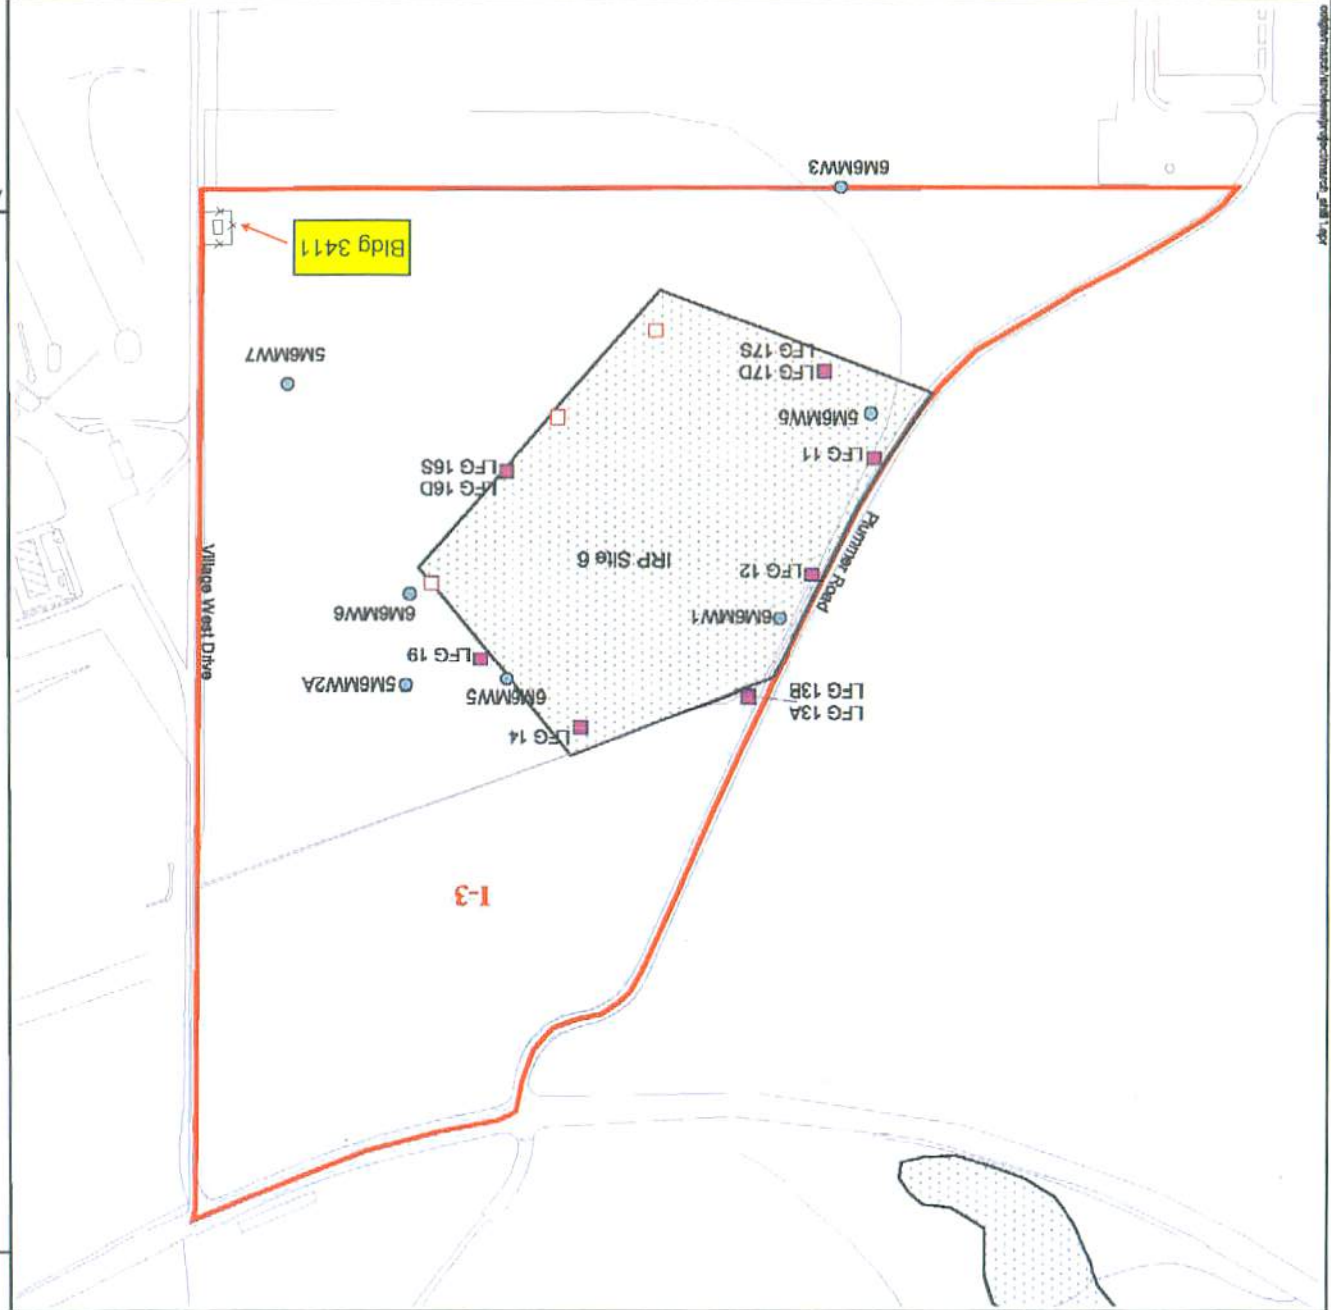 I-3
LFG 14
LFG 13A
LFG 13B
6M6MW5
5M6MW2A
LFG 19
6M6MW1
6M6MW6
Village West Drive
LFG 12
Plummer Road
IRP Site 6
LFG 16D
LFG 16S
LFG 11
5M6MW5
LFG 17D
LFG 17S
5M6MW7
Bldg 3411
6M6MW3